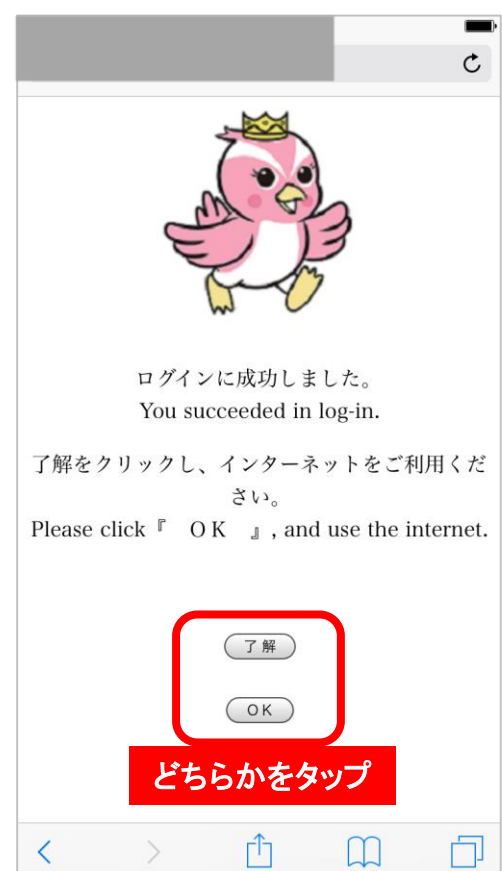 ログインに成功しました。
You succeeded in log-in.
了解をクリックし、インターネットをご利用くだ
さい。
Please click『　ＯＫ　』, and use the internet.
了解
OK
どちらかをタップ